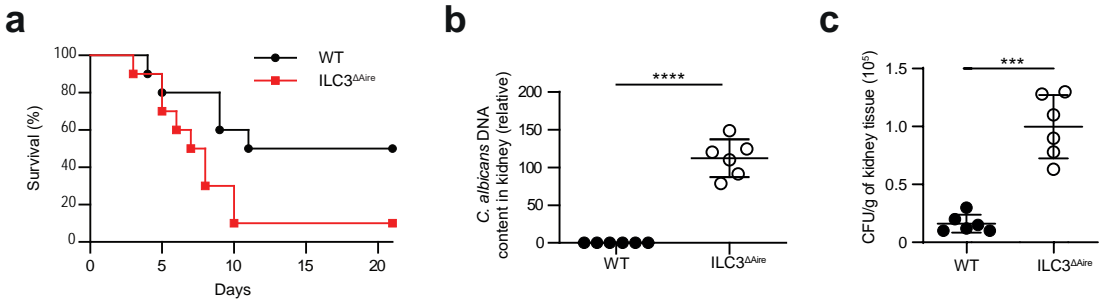 a
Survival (%)
100
80
60
40
20
0
0 5 10 15 20
Days
WT
ILC3ΔAire
b
C. albicans DNA
content in kidney (relative)
200
150
100
50
0
****
WT ILC3ΔAire
c
CFU/g of kidney tissue (10⁵)
1.5
1.0
0.5
0
***
WT ILC3ΔAire